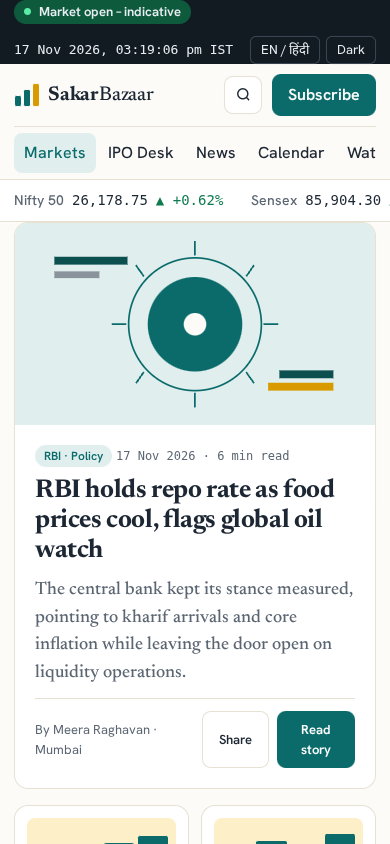 Market open – indicative
17 Nov 2026, 03:19:06 pm IST
EN / हिंदी
Dark
SakarBazaar
Subscribe
Markets IPO Desk News Calendar Wat
Nifty 50 26,178.75 ▲ +0.62% Sensex 85,904.30
RBI · Policy 17 Nov 2026 · 6 min read
RBI holds repo rate as food
prices cool, flags global oil
watch
The central bank kept its stance measured,
pointing to kharif arrivals and core
inflation while leaving the door open on
liquidity operations.
By Meera Raghavan ·
Mumbai
Share
Read
story